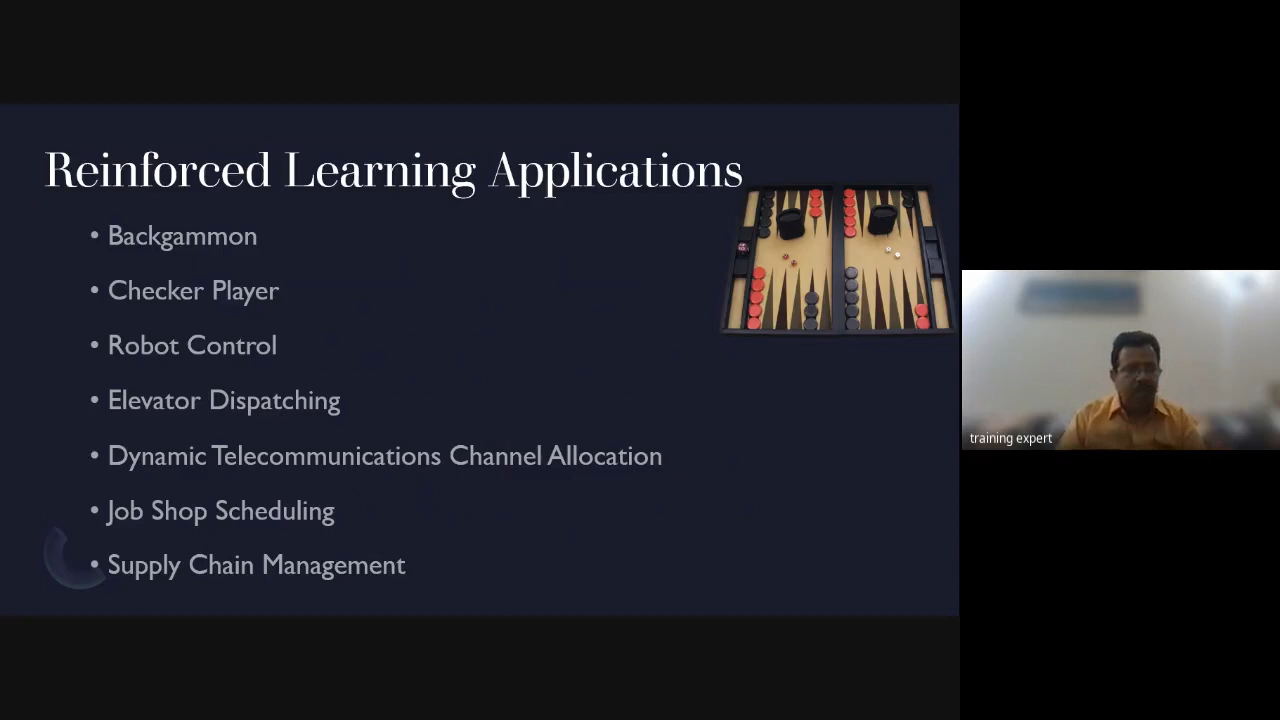 Reinforced Learning Applications
• Backgammon
• Checker Player
• Robot Control
• Elevator Dispatching
• Dynamic Telecommunications Channel Allocation
• Job Shop Scheduling
• Supply Chain Management
training expert